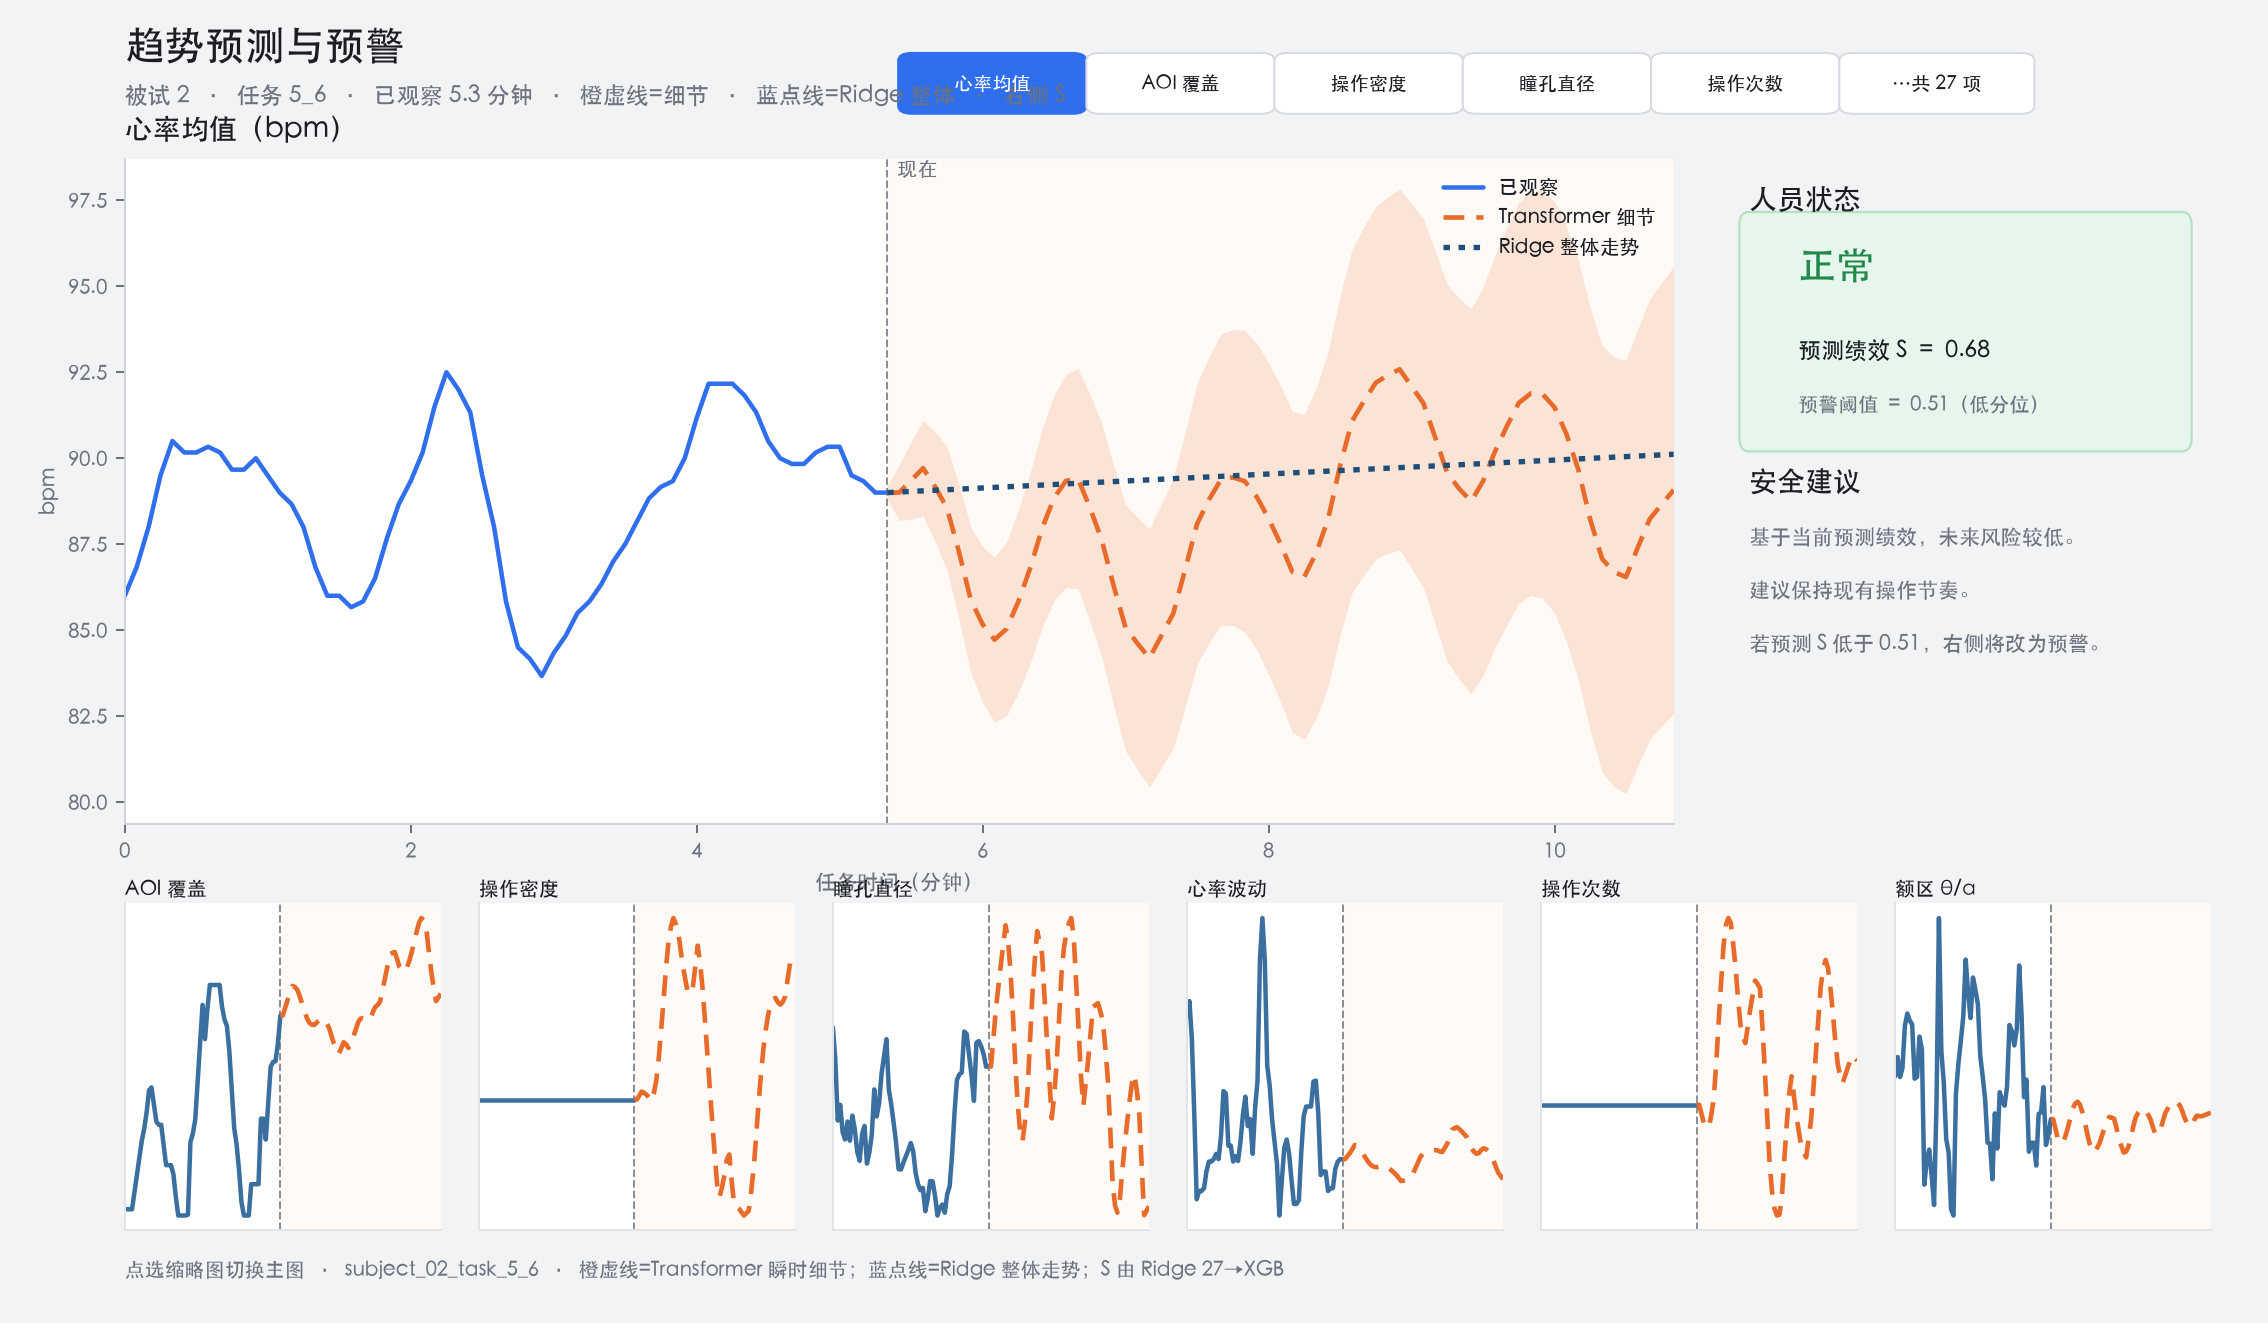 趋势预测与预警
被试 2 · 任务 5_6 · 已观察 5.3 分钟 · 橙虚线=细节 · 蓝点线=Ridge 整体 · 右侧 S
心率均值 AOI 覆盖 操作密度 瞳孔直径 操作次数 …共 27 项
心率均值（bpm）
现在
已观察
Transformer 细节
Ridge 整体走势
bpm
97.5
95.0
92.5
90.0
87.5
85.0
82.5
80.0
0 2 4 6 8 10
任务时间（分钟）
人员状态
正常
预测绩效 S = 0.68
预警阈值 = 0.51（低分位）
安全建议
基于当前预测绩效，未来风险较低。
建议保持现有操作节奏。
若预测 S 低于 0.51，右侧将改为预警。
AOI 覆盖 操作密度 瞳孔直径 心率波动 操作次数 额区 θ/α
点选缩略图切换主图 · subject_02_task_5_6 · 橙虚线=Transformer 瞬时细节；蓝点线=Ridge 整体走势；S 由 Ridge 27→XGB